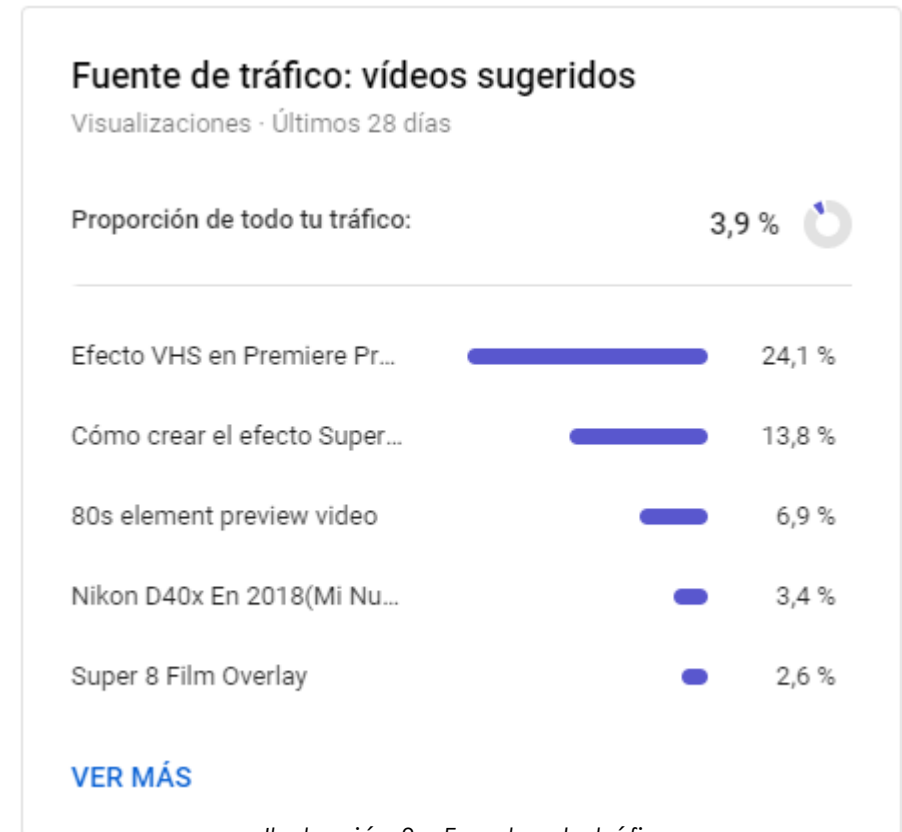 Fuente de tráfico: vídeos sugeridos
Visualizaciones · Últimos 28 días
Proporción de todo tu tráfico: 3,9 %
Efecto VHS en Premiere Pr... 24,1 %
Cómo crear el efecto Super... 13,8 %
80s element preview video 6,9 %
Nikon D40x En 2018(Mi Nu... 3,4 %
Super 8 Film Overlay 2,6 %
VER MÁS